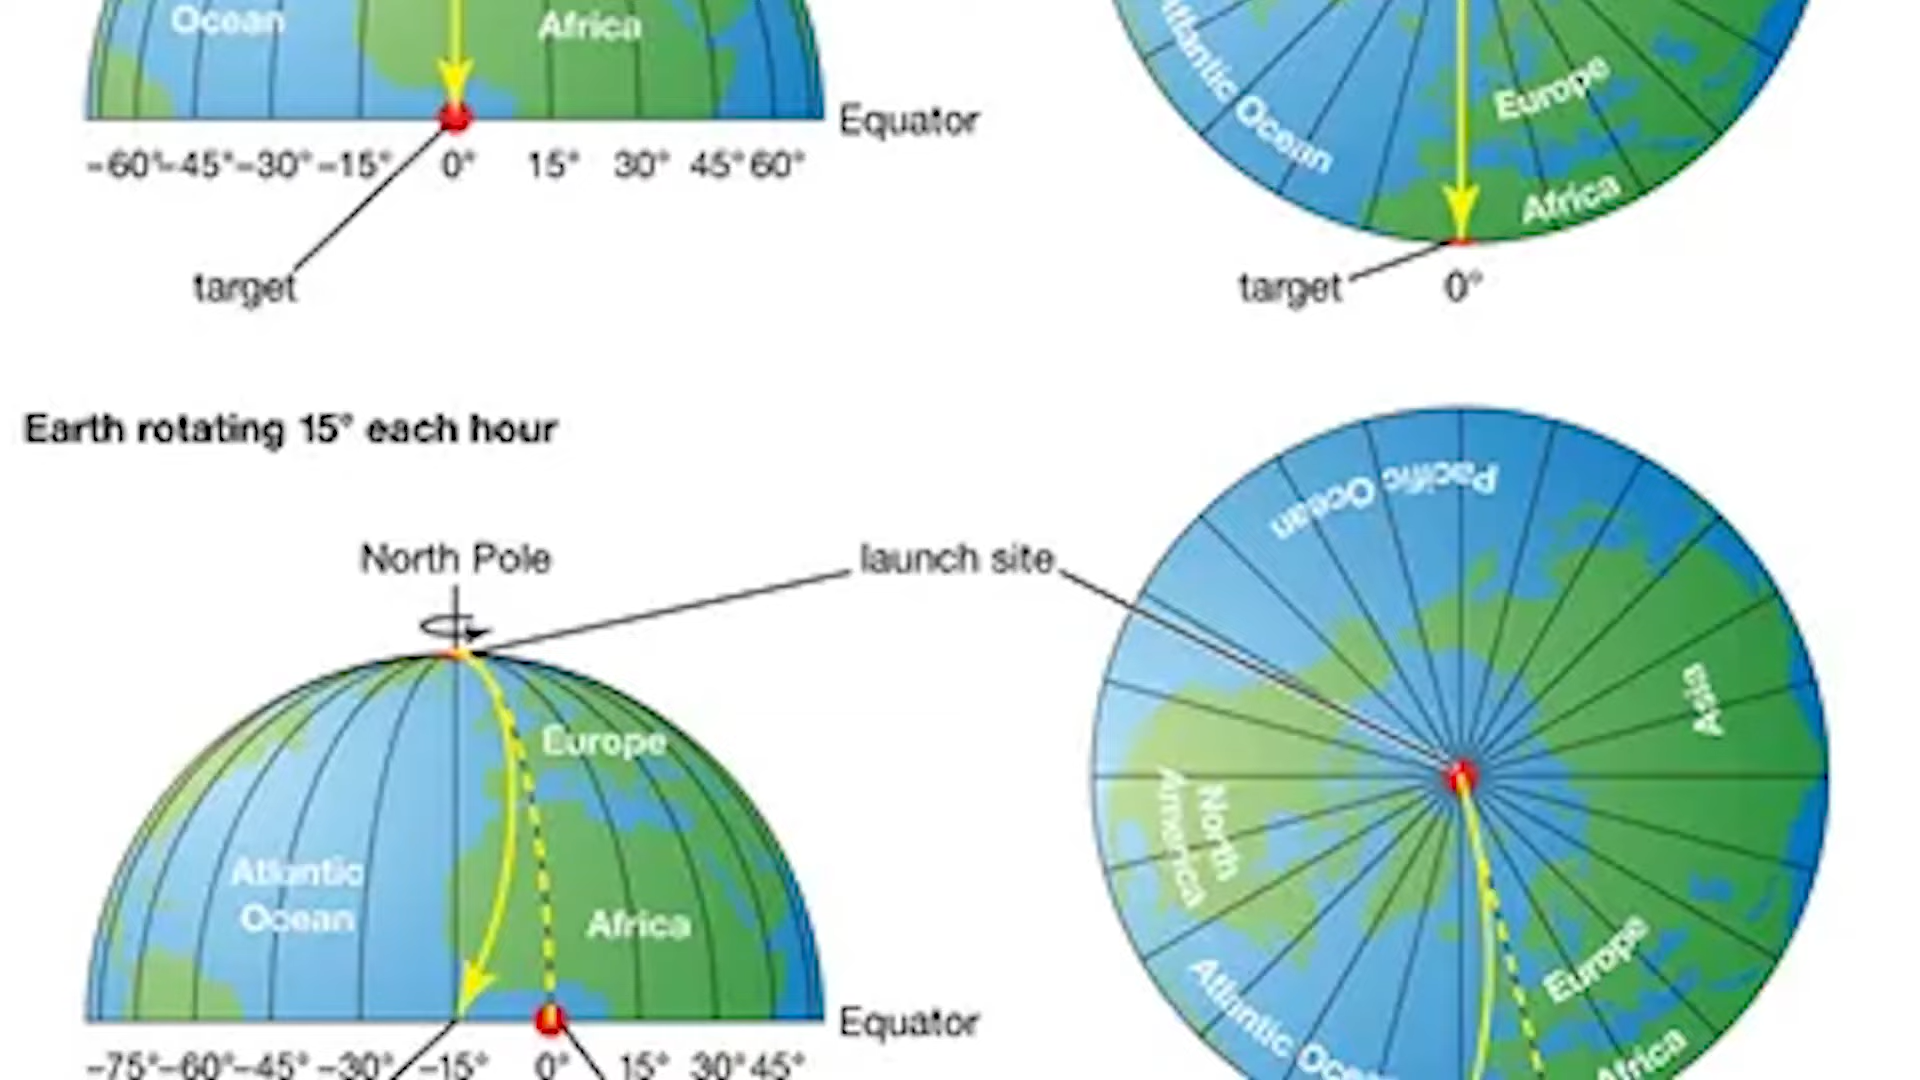 Ocean
Africa
Equator
–60° –45° –30° –15° 0° 15° 30° 45° 60°
target
Atlantic Ocean
Europe
Africa
target
0°
Earth rotating 15° each hour
North Pole
launch site
Europe
Atlantic
Ocean
Africa
Equator
–75° –60° –45° –30° –15° 0° 15° 30° 45°
Pacific Ocean
Asia
North
America
Europe
Atlantic Ocean
Africa